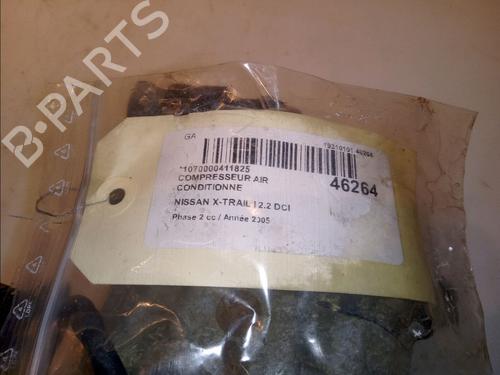 B-PARTS
GA
*1070000411825
COMPRESSEUR AIR
CONDITIONNE
46264
NISSAN X-TRAIL I 2.2 DCI
Phase 2 cc / Année 2005